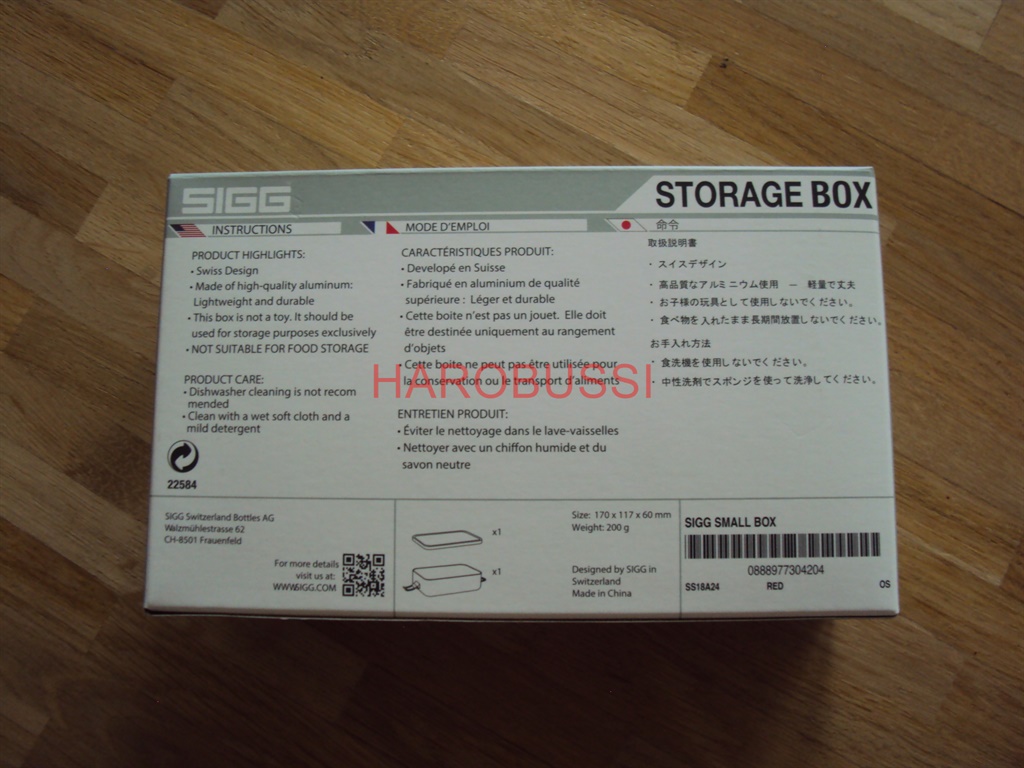 SIGG
STORAGE BOX
INSTRUCTIONS
PRODUCT HIGHLIGHTS:
• Swiss Design
• Made of high-quality aluminum:
Lightweight and durable
• This box is not a toy. It should be
used for storage purposes exclusively
• NOT SUITABLE FOR FOOD STORAGE
PRODUCT CARE:
• Dishwasher cleaning is not recom
mended
• Clean with a wet soft cloth and a
mild detergent
22584
MODE D'EMPLOI
CARACTÉRISTIQUES PRODUIT:
• Developé en Suisse
• Fabriqué en aluminium de qualité
supérieure : Léger et durable
• Cette boite n'est pas un jouet. Elle doit
être destinée uniquement au rangement
d'objets
• Cette boite ne peut pas être utilisée pour
la conservation ou le transport d'aliments
ENTRETIEN PRODUIT:
• Éviter le nettoyage dans le lave-vaisselles
• Nettoyer avec un chiffon humide et du
savon neutre
命令
取扱説明書
・ スイスデザイン
・ 高品質なアルミニウム使用 － 軽量で丈夫
・ お子様の玩具として使用しないでください。
・ 食べ物を入れたまま長期間放置しないでください。
お手入れ方法
・ 食洗機を使用しないでください。
・ 中性洗剤でスポンジを使って洗浄してください。
HAROBUSSI
SIGG Switzerland Bottles AG
Walzmühlestrasse 62
CH-8501 Frauenfeld
For more details
visit us at:
WWW.SIGG.COM
x1
x1
Size: 170 x 117 x 60 mm
Weight: 200 g
Designed by SIGG in
Switzerland
Made in China
SIGG SMALL BOX
0888977304204
SS18A24 RED OS